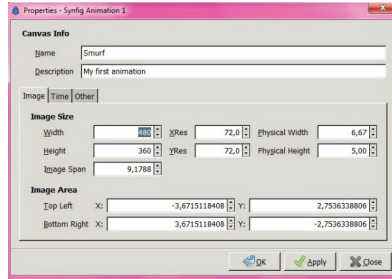 Properties - Synfig Animation 1
Canvas Info
Name Smurf
Description My first animation
Image Time Other
Image Size
Width 480 XRes 72,0 Physical Width 6,67
Height 360 YRes 72,0 Physical Height 5,00
Image Span 9,1788
Image Area
Top Left X: -3,6715118408 Y: 2,7536338806
Bottom Right X: 3,6715118408 Y: -2,7536338806
OK Apply Close